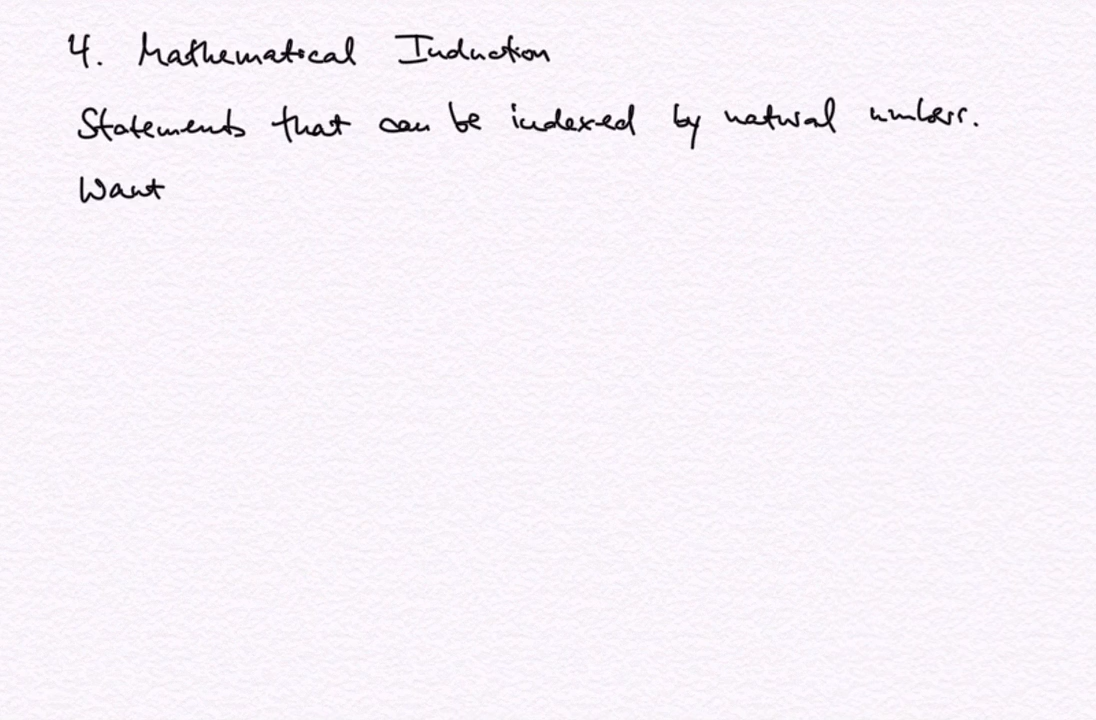 4. Mathematical Induction
Statements that can be indexed by natural numbers.
Want